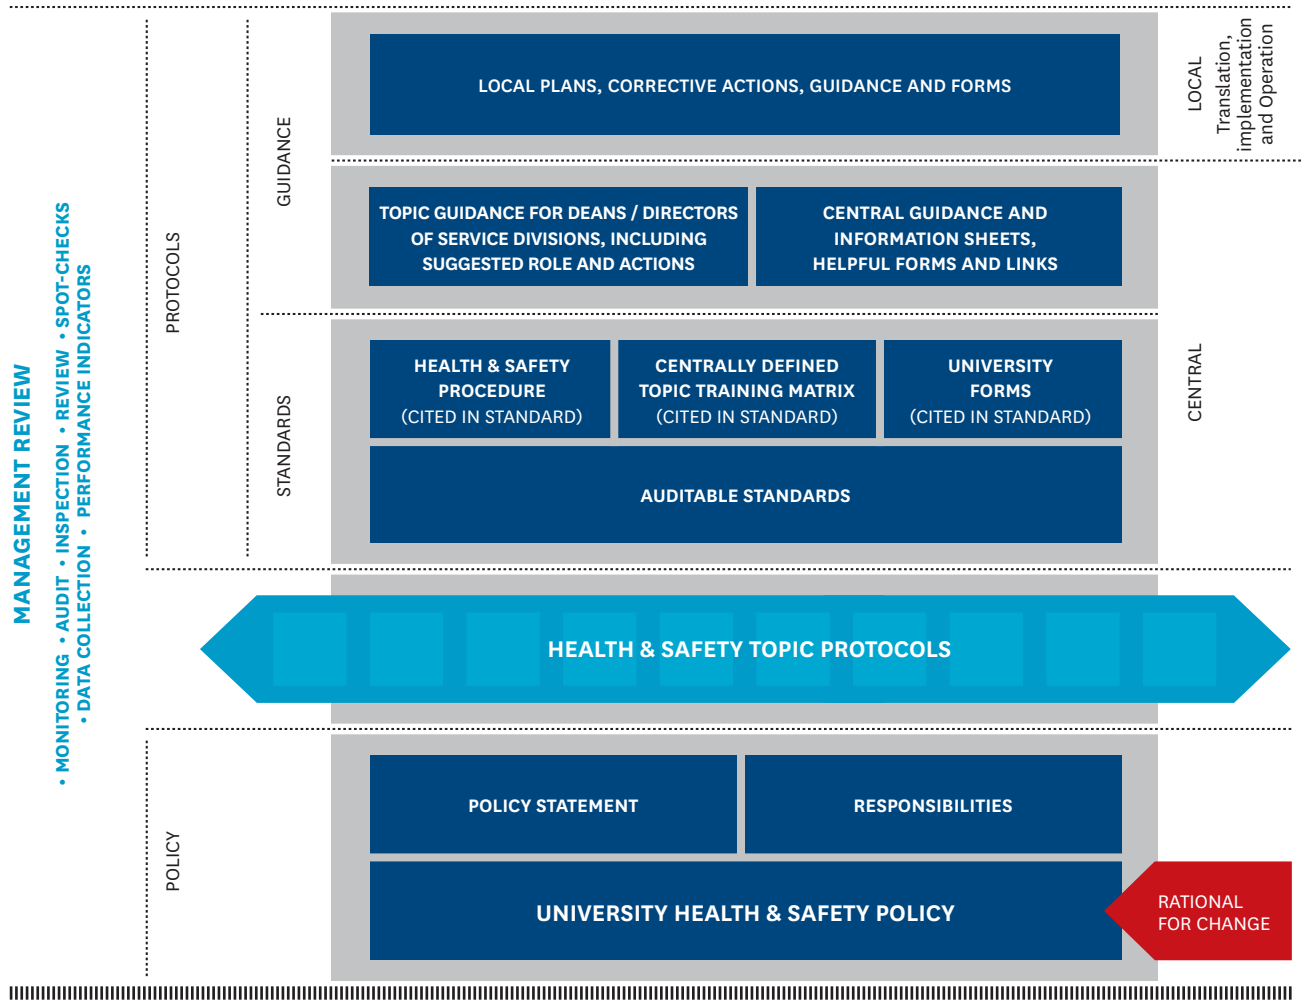 LOCAL PLANS, CORRECTIVE ACTIONS, GUIDANCE AND FORMS
LOCAL
Translation,
implementation
and Operation
GUIDANCE
TOPIC GUIDANCE FOR DEANS / DIRECTORS
OF SERVICE DIVISIONS, INCLUDING
SUGGESTED ROLE AND ACTIONS
CENTRAL GUIDANCE AND
INFORMATION SHEETS,
HELPFUL FORMS AND LINKS
PROTOCOLS
HEALTH & SAFETY
PROCEDURE
(CITED IN STANDARD)
CENTRALLY DEFINED
TOPIC TRAINING MATRIX
(CITED IN STANDARD)
UNIVERSITY
FORMS
(CITED IN STANDARD)
CENTRAL
STANDARDS
AUDITABLE STANDARDS
MANAGEMENT REVIEW
• MONITORING • AUDIT • INSPECTION • REVIEW • SPOT-CHECKS
• DATA COLLECTION • PERFORMANCE INDICATORS
HEALTH & SAFETY TOPIC PROTOCOLS
POLICY STATEMENT
RESPONSIBILITIES
POLICY
UNIVERSITY HEALTH & SAFETY POLICY
RATIONAL
FOR CHANGE